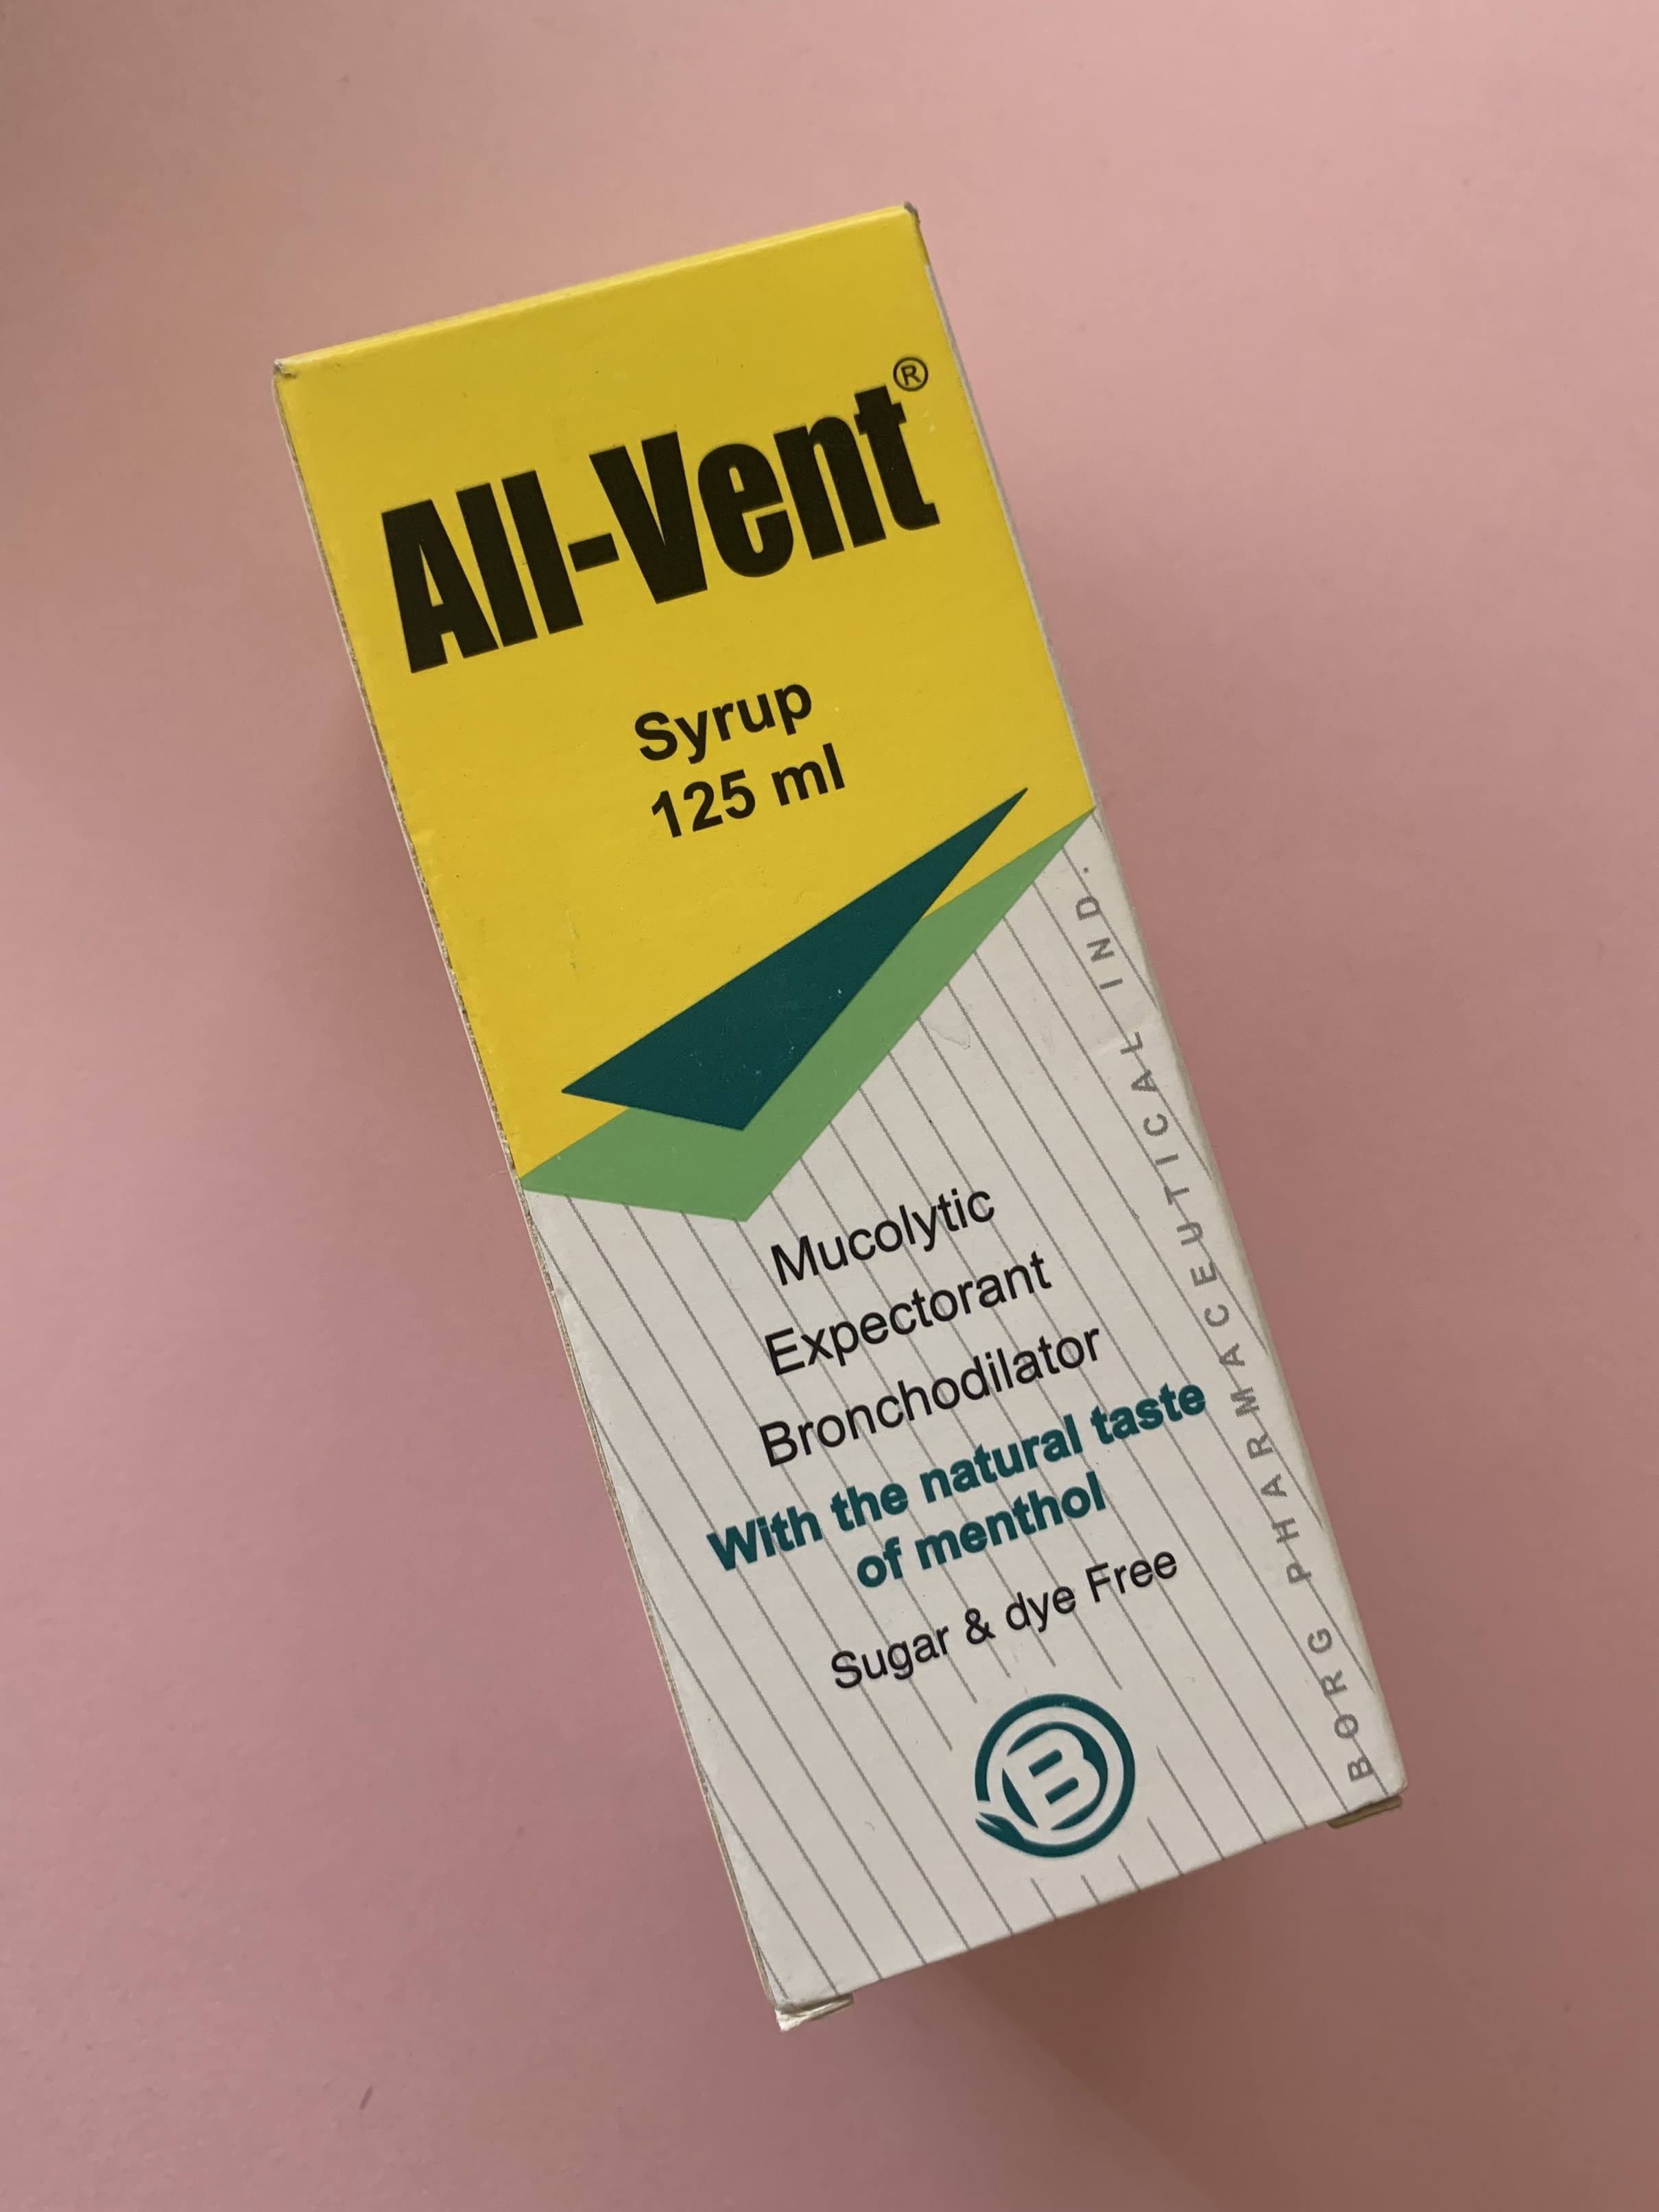 All-Vent®
Syrup
125 ml
Mucolytic
Expectorant
Bronchodilator
With the natural taste
of menthol
Sugar & dye Free
B
BORG PHARMACEUTICAL IND.